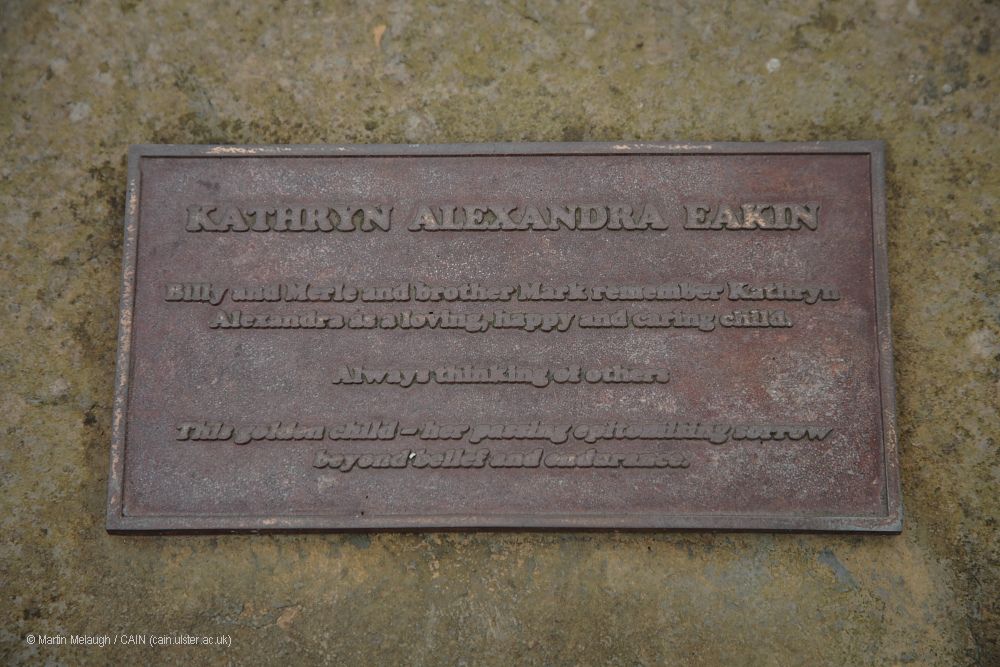 KATHRYN ALEXANDRA EAKIN
Billy and Merle and brother Mark remember Kathryn
Alexandra as a loving, happy and caring child.
Always thinking of others
This golden child – her passing epitomising sorrow
beyond belief and endurance.
© Martin Melaugh / CAIN (cain.ulster.ac.uk)